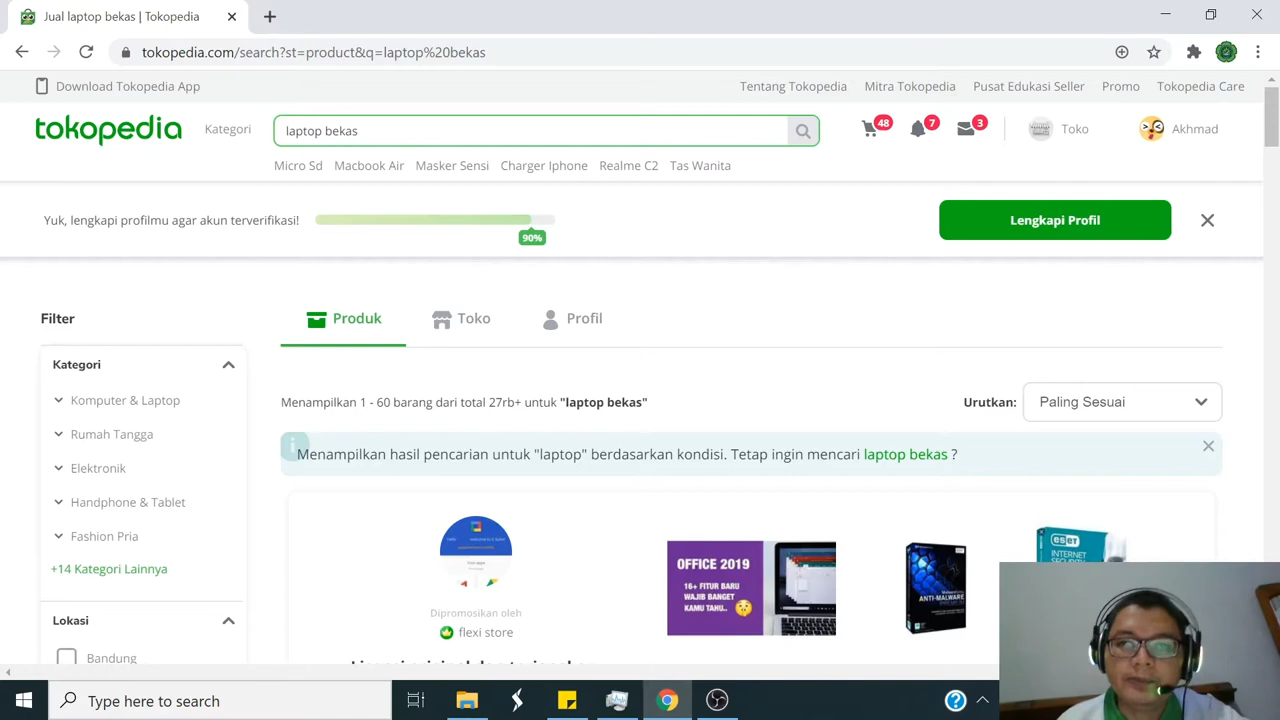 Jual laptop bekas | Tokopedia
tokopedia.com/search?st=product&q=laptop%20bekas
Download Tokopedia App
Tentang Tokopedia Mitra Tokopedia Pusat Edukasi Seller Promo Tokopedia Care
tokopedia Kategori laptop bekas 48 7 3 Toko Akhmad
Micro Sd Macbook Air Masker Sensi Charger Iphone Realme C2 Tas Wanita
Yuk, lengkapi profilmu agar akun terverifikasi! Lengkapi Profil
90%
Filter Produk Toko Profil
Kategori
Komputer & Laptop
Rumah Tangga
Elektronik
Handphone & Tablet
Fashion Pria
+14 Kategori Lainnya
Lokasi
Bandung
Menampilkan 1 - 60 barang dari total 27rb+ untuk "laptop bekas" Urutkan: Paling Sesuai
Menampilkan hasil pencarian untuk "laptop" berdasarkan kondisi. Tetap ingin mencari laptop bekas ?
Dipromosikan oleh
flexi store
OFFICE 2019
16+ FITUR BARU
WAJIB BANGET
KAMU TAHU..
ANTI-MALWARE
PREMIUM
eset
INTERNET
SECURITY
Type here to search